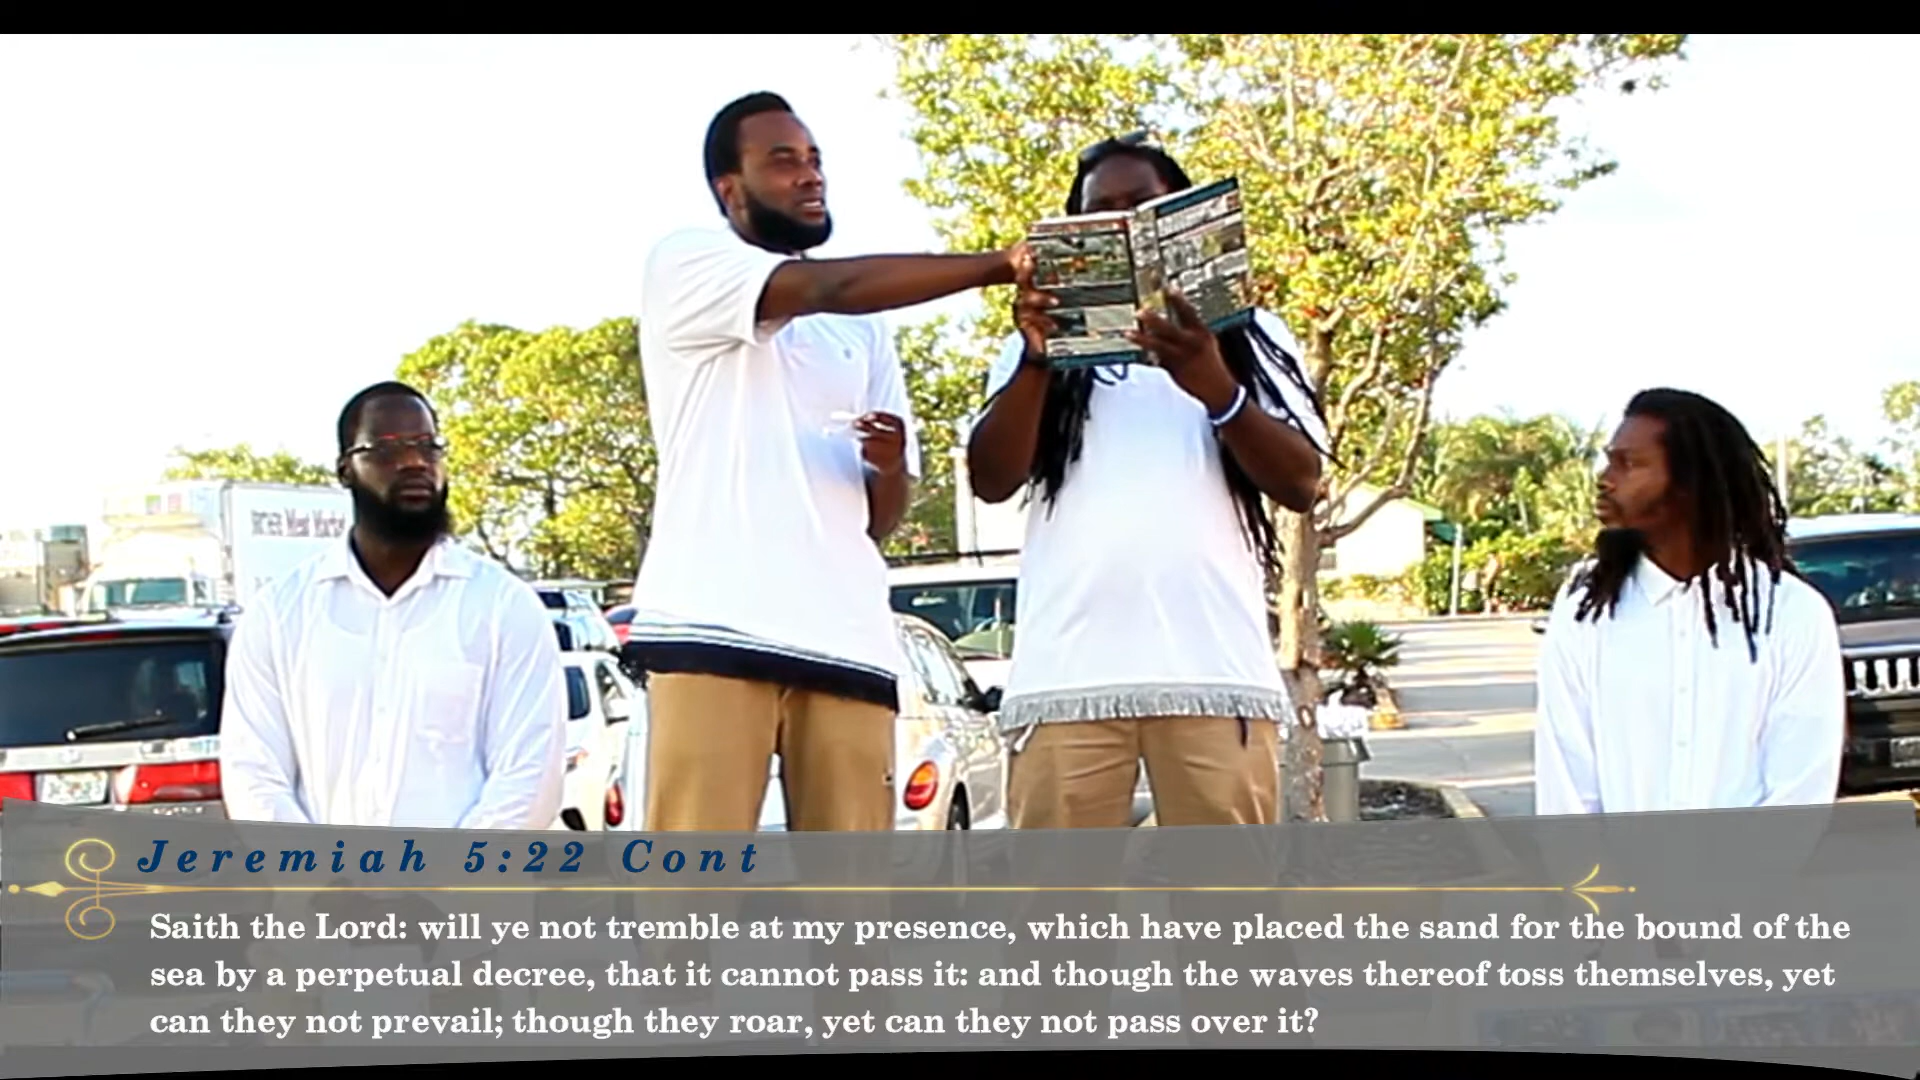 Meat Market
Jeremiah 5:22 Cont
Saith the Lord: will ye not tremble at my presence, which have placed the sand for the bound of the
sea by a perpetual decree, that it cannot pass it: and though the waves thereof toss themselves, yet
can they not prevail; though they roar, yet can they not pass over it?